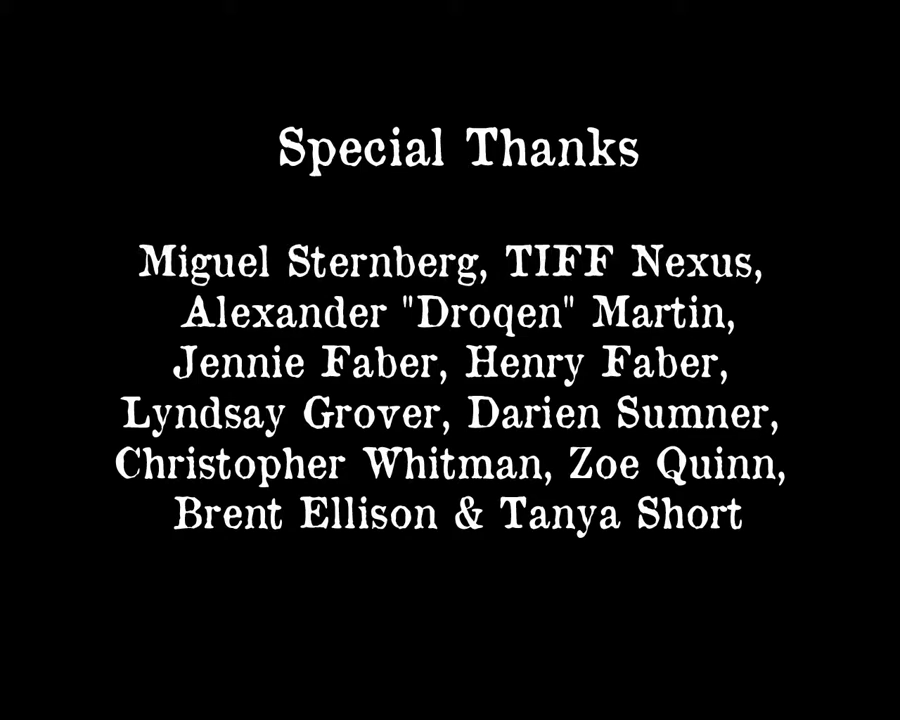 Special Thanks
Miguel Sternberg, TIFF Nexus,
Alexander "Droqen" Martin,
Jennie Faber, Henry Faber,
Lyndsay Grover, Darien Sumner,
Christopher Whitman, Zoe Quinn,
Brent Ellison & Tanya Short